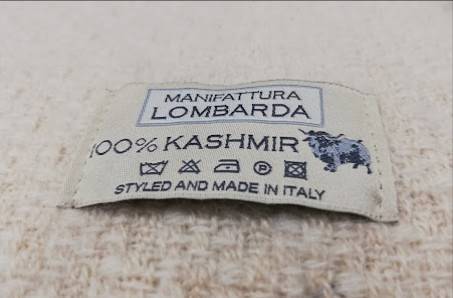 MANIFATTURA
LOMBARDA
100% KASHMIR
P
STYLED AND MADE IN ITALY